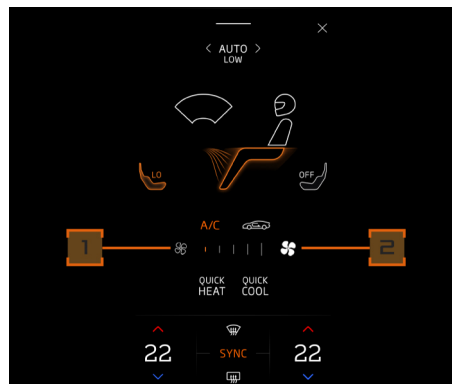 AUTO
LOW
LO
OFF
A/C
1
2
QUICK HEAT
QUICK COOL
22
SYNC
22